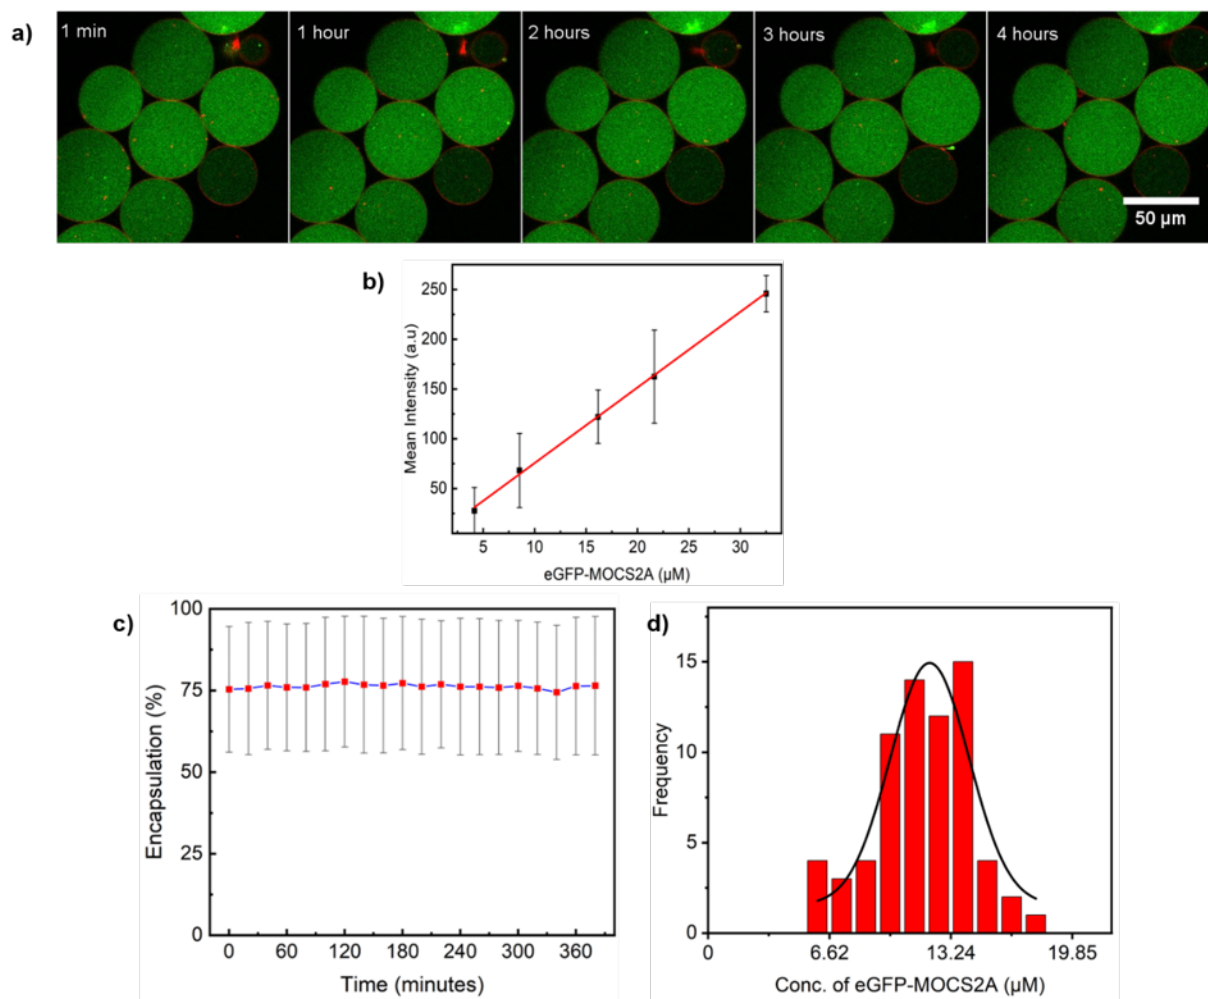 a)
1 min
1 hour
2 hours
3 hours
4 hours
50 µm
b)
Mean Intensity (a.u)
250
200
150
100
50
5 10 15 20 25 30
eGFP-MOCS2A (µM)
c)
Encapsulation (%)
100
75
50
25
0
0 60 120 180 240 300 360
Time (minutes)
d)
Frequency
15
10
5
0
0 6.62 13.24 19.85
Conc. of eGFP-MOCS2A (µM)